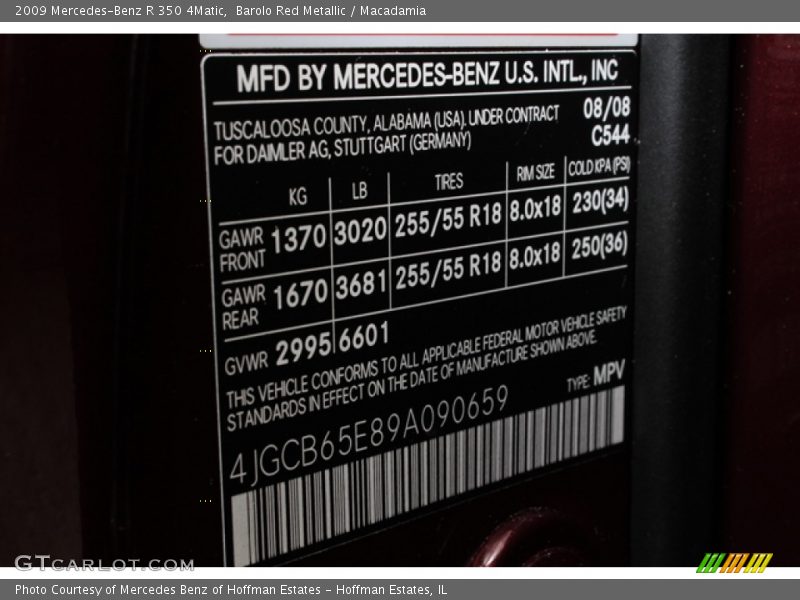 2009 Mercedes-Benz R 350 4Matic, Barolo Red Metallic / Macadamia
MFD BY MERCEDES-BENZ U.S. INTL., INC
TUSCALOOSA COUNTY, ALABAMA (USA). UNDER CONTRACT 08/08
FOR DAIMLER AG, STUTTGART (GERMANY) C544
KG LB TIRES RIM SIZE COLD KPA (PSI)
GAWR FRONT 1370 3020 255/55 R18 8.0x18 230(34)
GAWR REAR 1670 3681 255/55 R18 8.0x18 250(36)
GVWR 2995 6601
THIS VEHICLE CONFORMS TO ALL APPLICABLE FEDERAL MOTOR VEHICLE SAFETY
STANDARDS IN EFFECT ON THE DATE OF MANUFACTURE SHOWN ABOVE.
TYPE: MPV
4JGCB65E89A090659
GTCARLOT.COM
Photo Courtesy of Mercedes Benz of Hoffman Estates - Hoffman Estates, IL